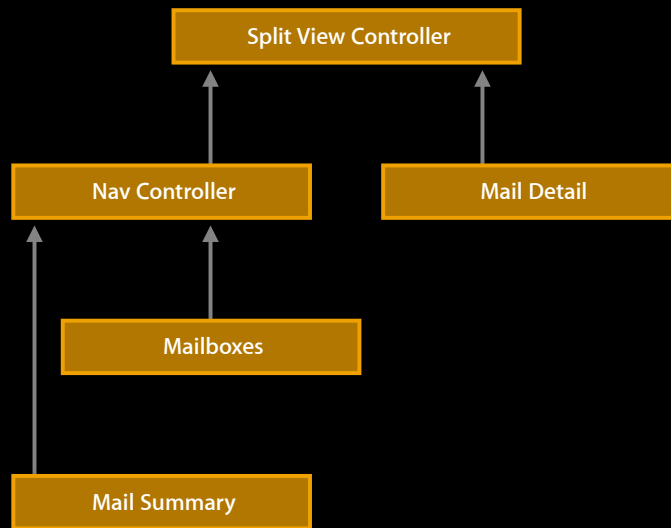 Split View Controller
Nav Controller
Mail Detail
Mailboxes
Mail Summary